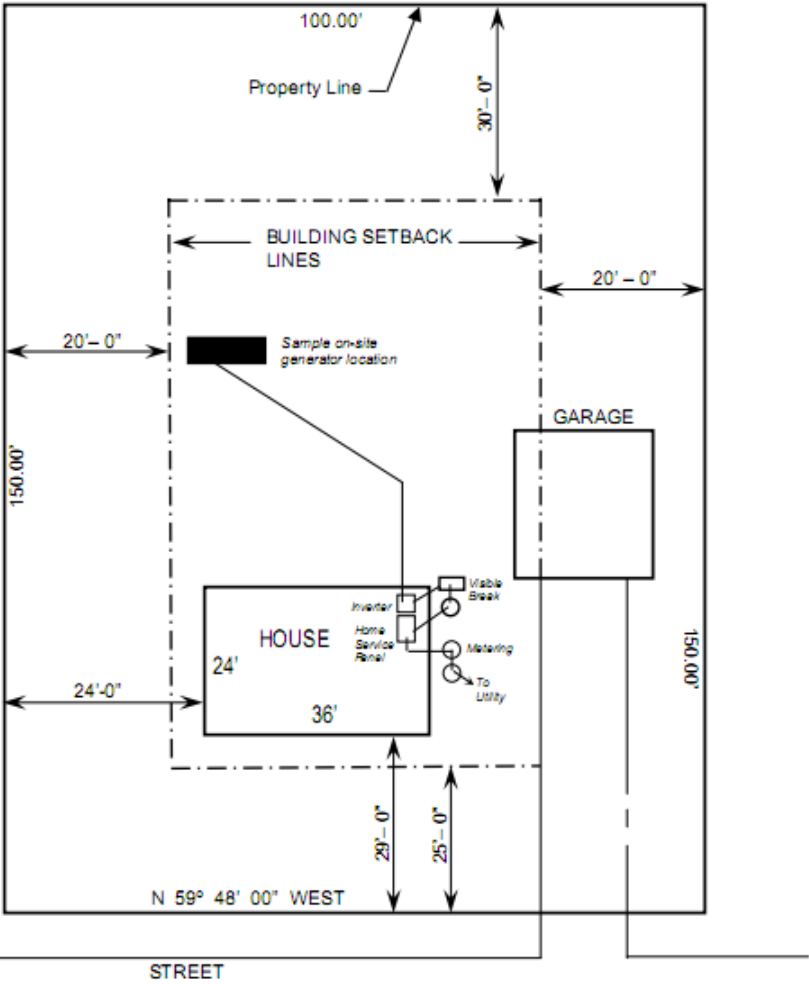 100.00'
Property Line
30'– 0"
BUILDING SETBACK
LINES
20' – 0"
20'– 0"
Sample on-site
generator location
GARAGE
150.00'
Visible
Break
Inverter
HOUSE
Home
Service
Panel
Metering
24'
150.00'
To
Utility
24'-0"
36'
29'– 0"
25'– 0"
N 59º 48' 00" WEST
STREET